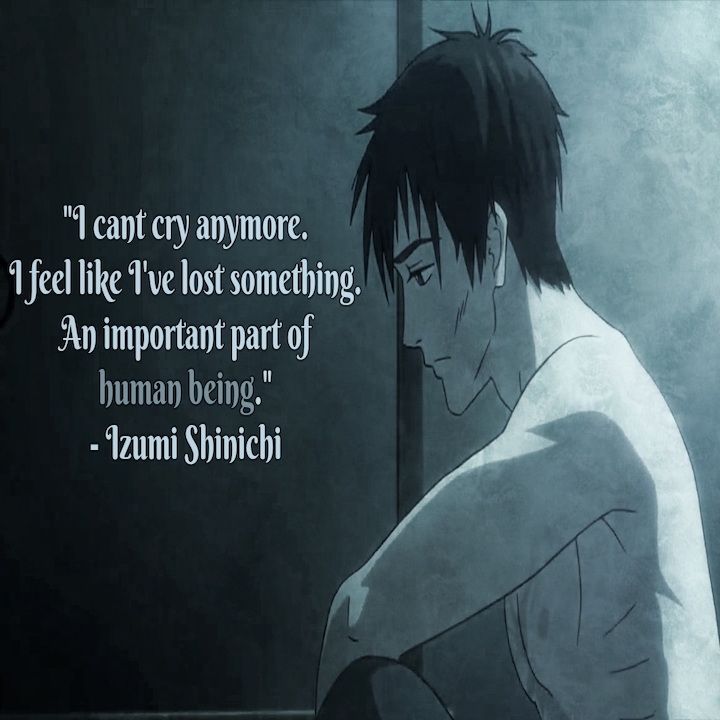 "I cant cry anymore.
I feel like I've lost something.
An important part of
human being."
- Izumi Shinichi